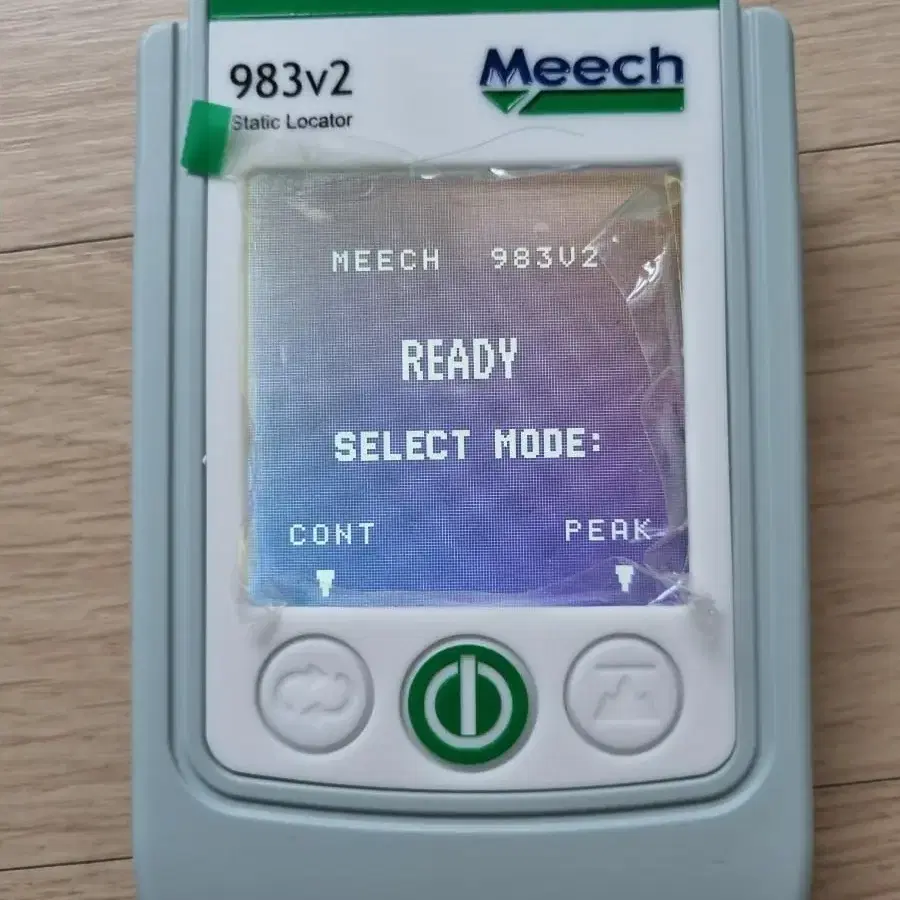 983v2
Meech
Static Locator
MEECH 983V2
READY
SELECT MODE:
CONT PEAK